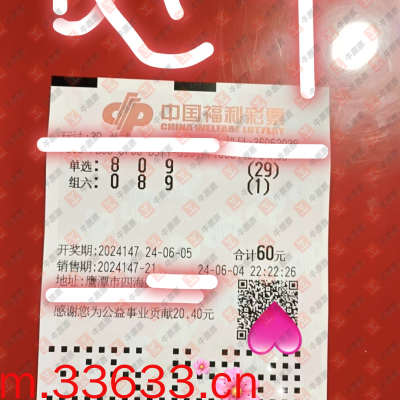 中国福利彩票
CHINA WELFARE LOTTERY
单选: 8 0 9 (29)
组六: 0 8 9 (1)
开奖期:2024147 24-06-05 合计60元
销售期:2024147-21 24-06-04 22:22:26
地址:鹰潭市四海
感谢您为公益事业贡献20.40元
m.33633.cn